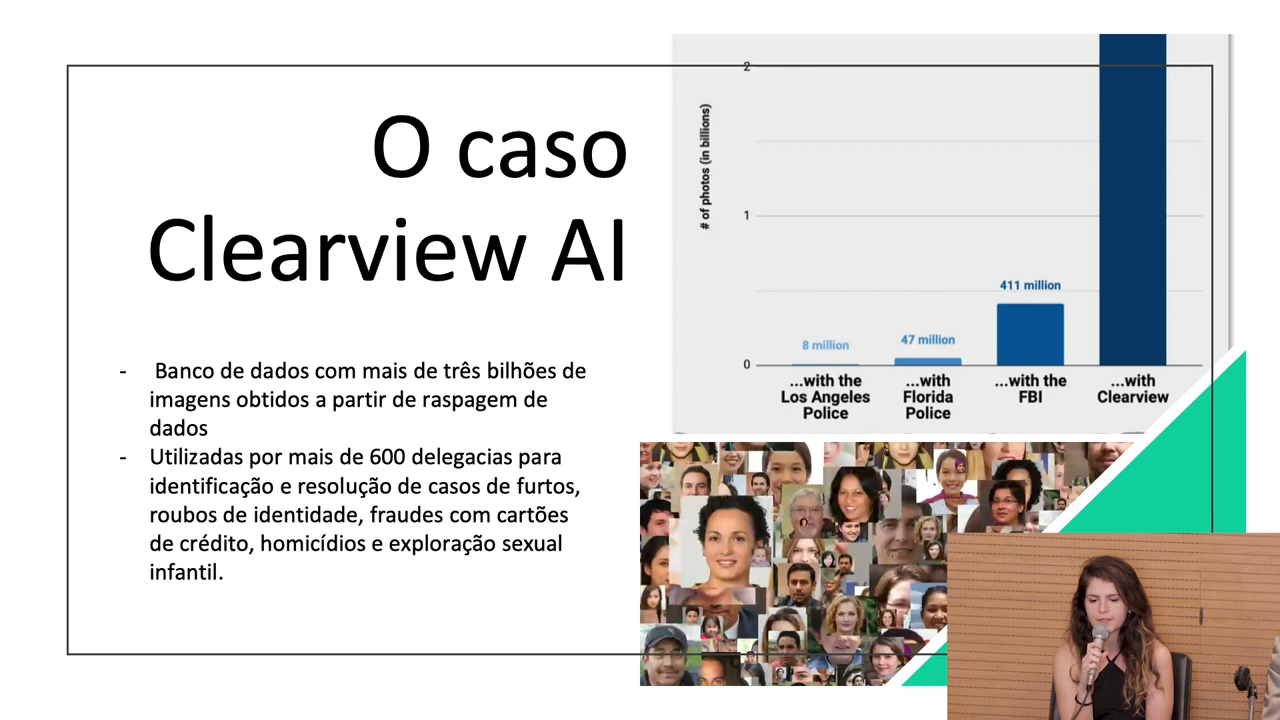 O caso
Clearview AI
- Banco de dados com mais de três bilhões de
imagens obtidos a partir de raspagem de
dados
- Utilizadas por mais de 600 delegacias para
identificação e resolução de casos de furtos,
roubos de identidade, fraudes com cartões
de crédito, homicídios e exploração sexual
infantil.
# of photos (in billions)
2
1
0
8 million
47 million
411 million
...with the
Los Angeles
Police
...with
Florida
Police
...with the
FBI
...with
Clearview